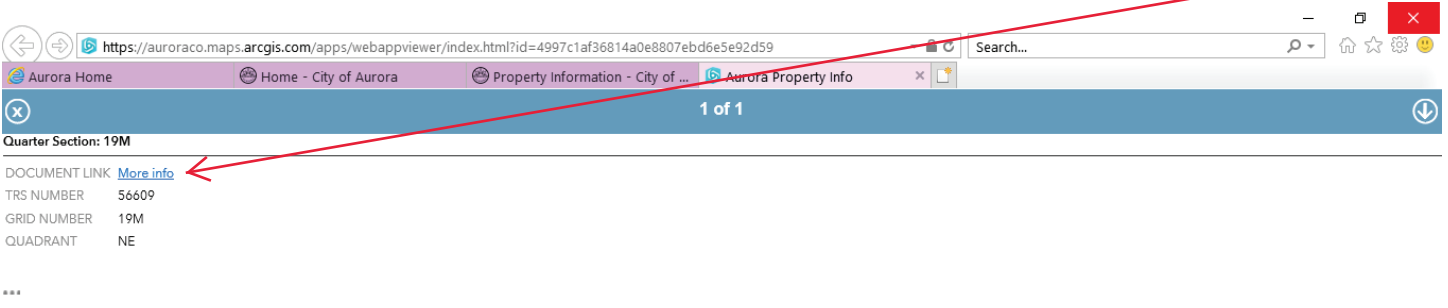 https://auroraco.maps.arcgis.com/apps/webappviewer/index.html?id=4997c1af36814a0e8807ebd6e5e92d59
Search...
Aurora Home
Home - City of Aurora
Property Information - City of ...
Aurora Property Info
1 of 1
Quarter Section: 19M
DOCUMENT LINK More info
TRS NUMBER 56609
GRID NUMBER 19M
QUADRANT NE